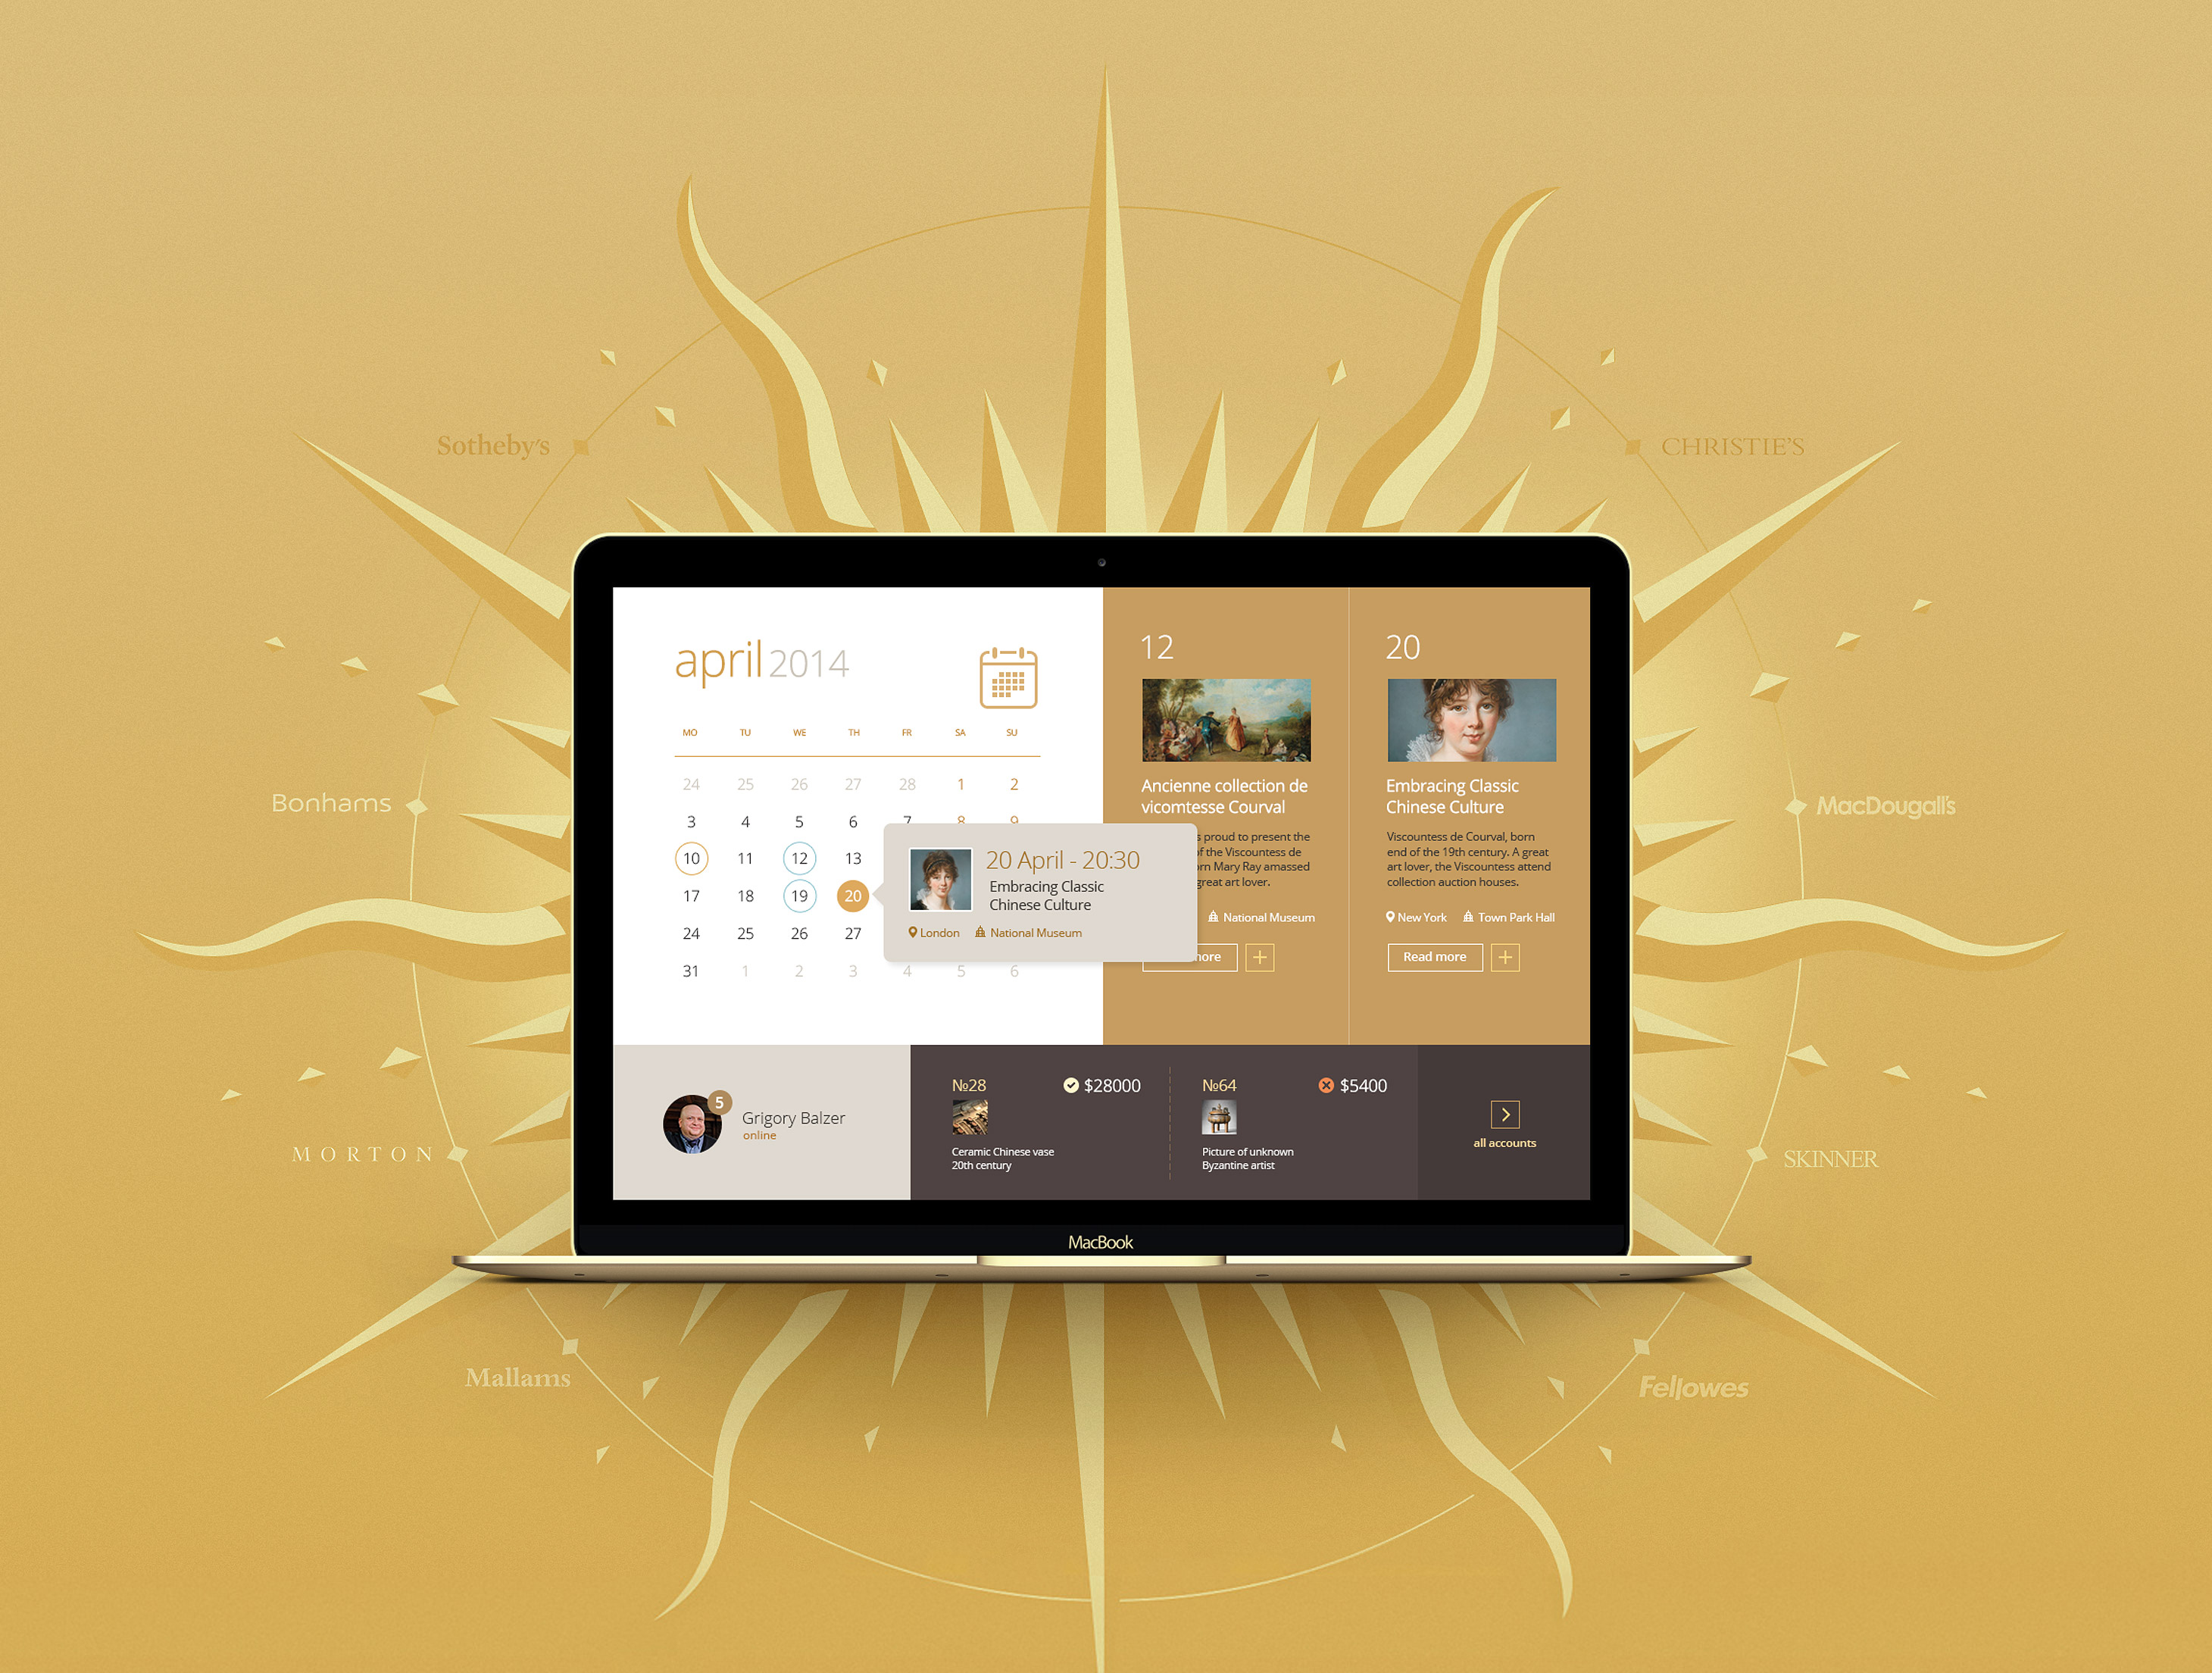 Sotheby's
CHRISTIE'S
Bonhams
MacDougall's
MORTON
SKINNER
Mallams
Fellowes
april 2014
MO TU WE TH FR SA SU
24 25 26 27 28 1 2
3 4 5 6 7 8 9
10 11 12 13
17 18 19 20
24 25 26 27
31 1 2 3 4 5 6
20 April - 20:30
Embracing Classic
Chinese Culture
London National Museum
12
Ancienne collection de
vicomtesse Courval
proud to present the
of the Viscountess de
Mary Ray amassed
great art lover.
National Museum
20
Embracing Classic
Chinese Culture
Viscountess de Courval, born
end of the 19th century. A great
art lover, the Viscountess attend
collection auction houses.
New York Town Park Hall
Read more
5
Grigory Balzer
online
№28 $28000
Ceramic Chinese vase
20th century
№64 $5400
Picture of unknown
Byzantine artist
all accounts
MacBook